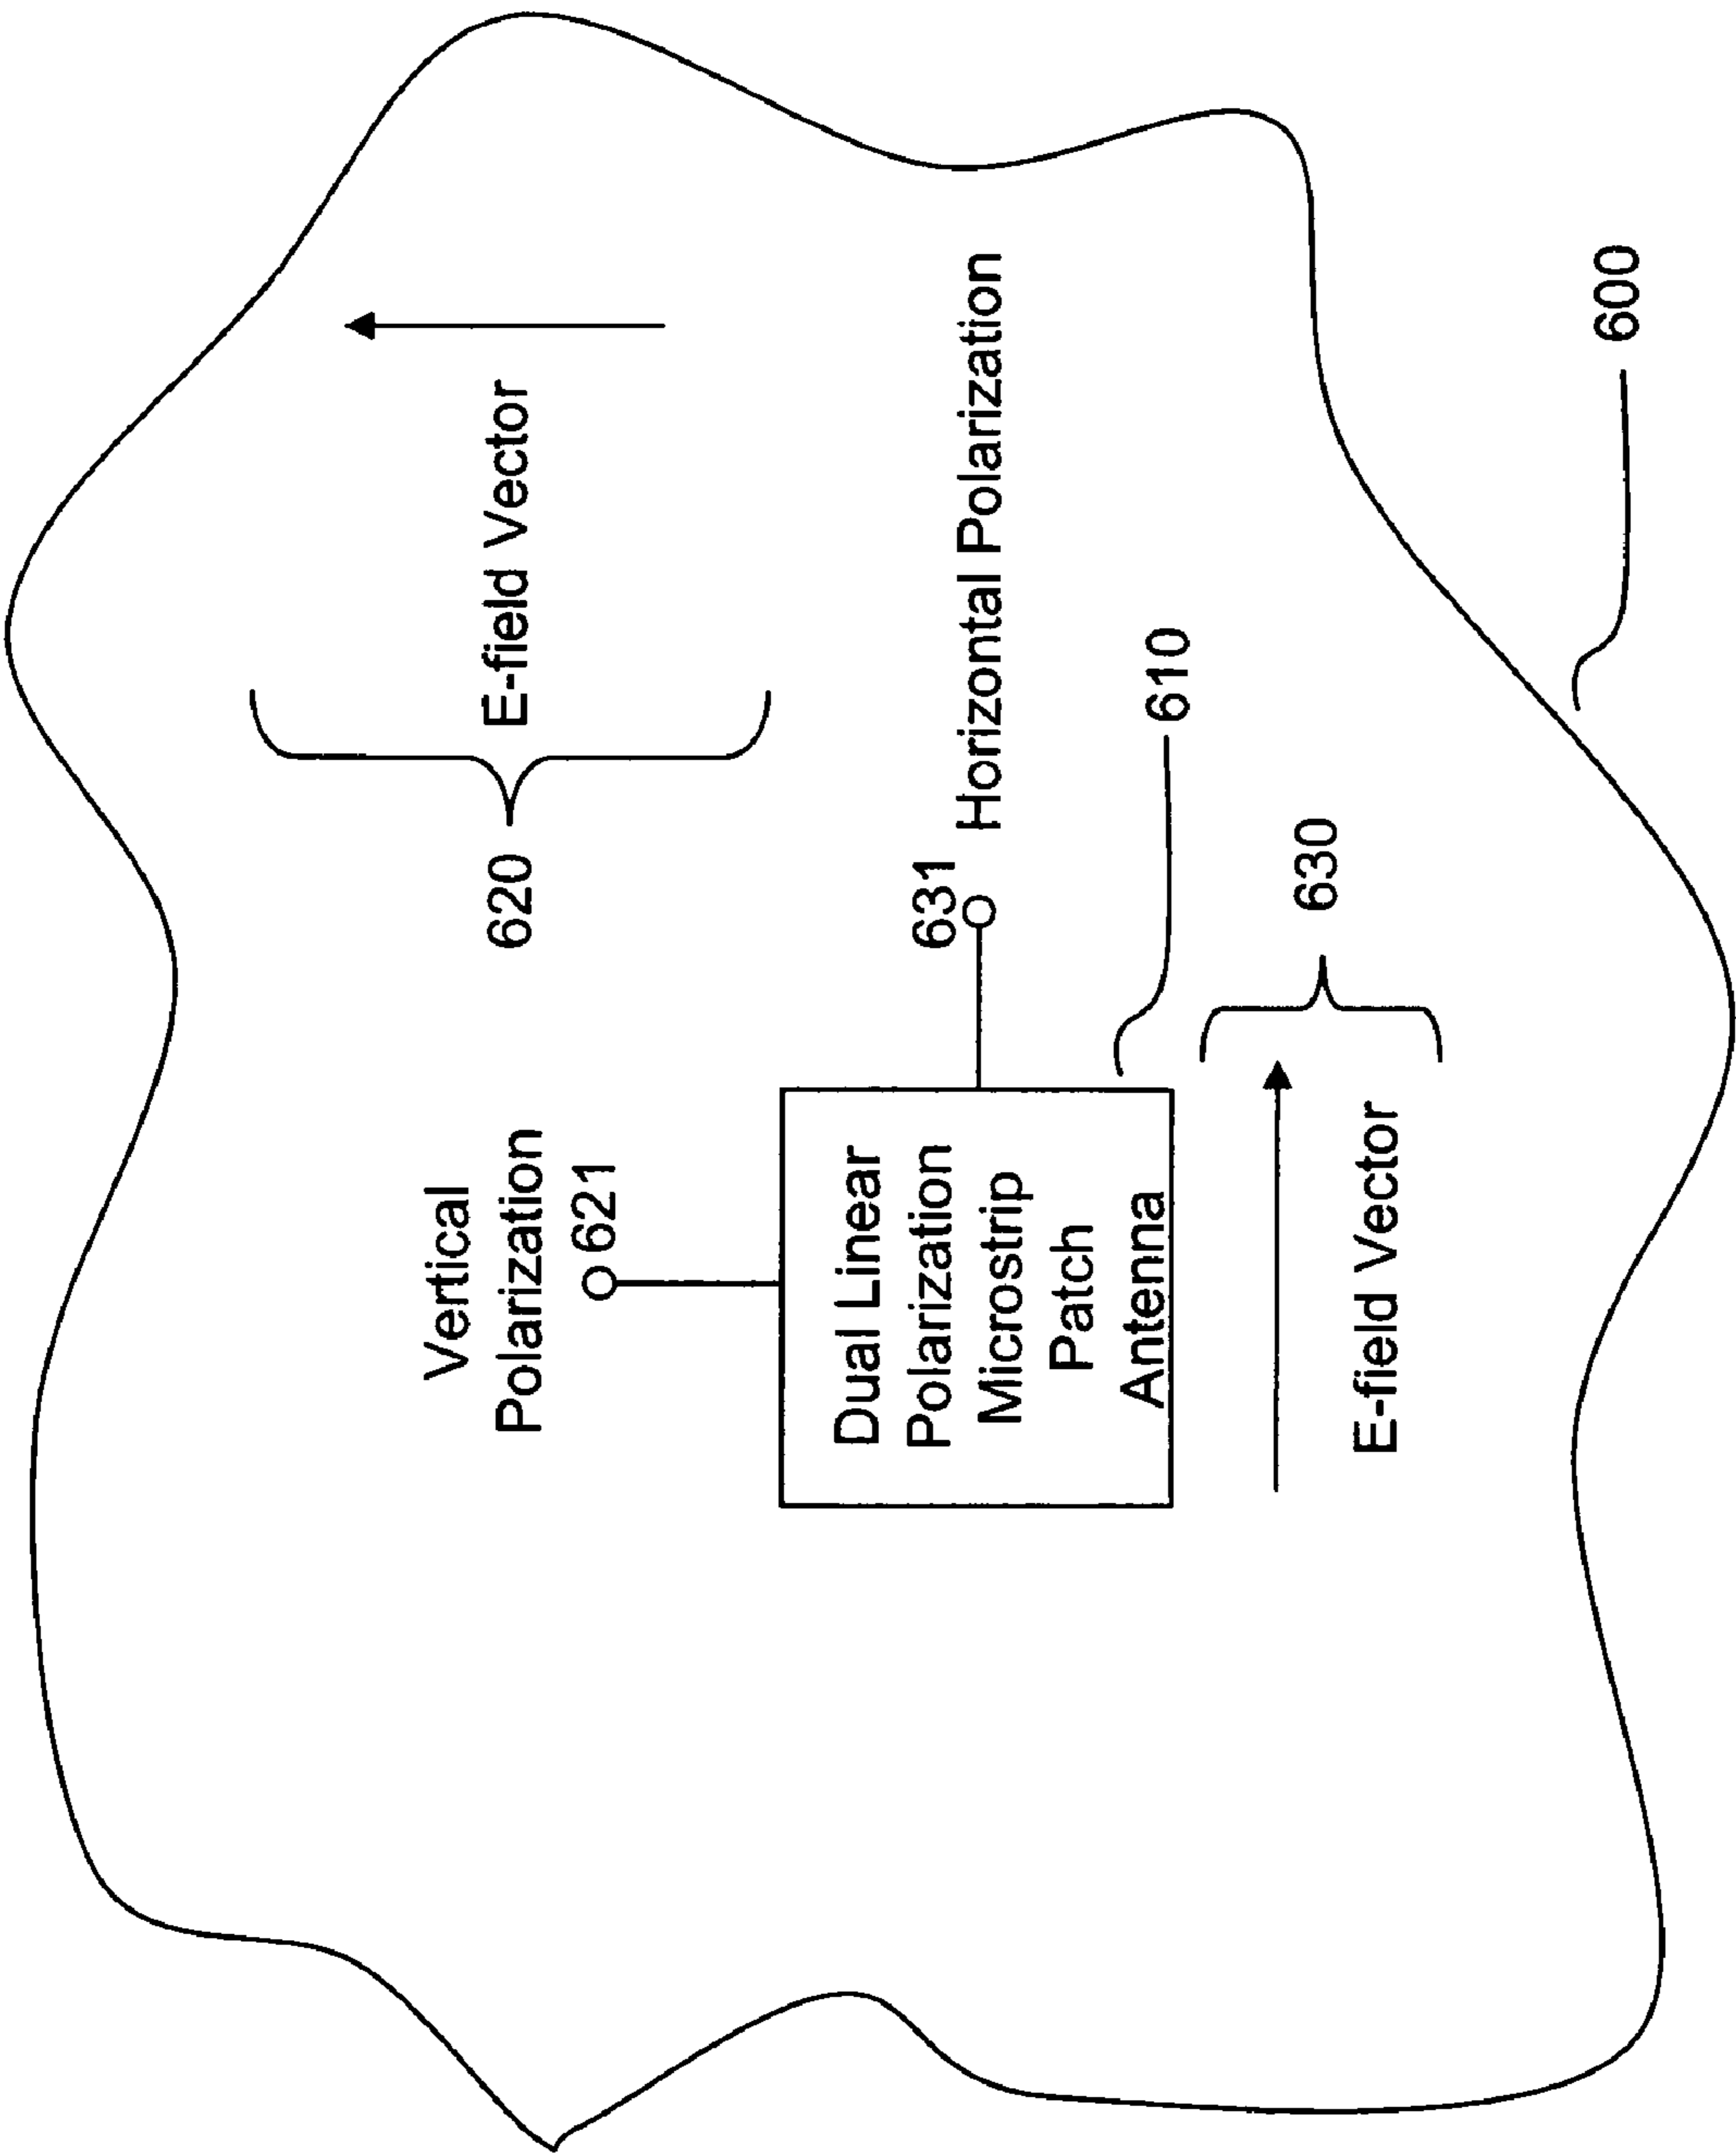 Vertical
Polarization
621
620
E-field Vector
Dual Linear
Polarization
Microstrip
Patch
Antenna
631
Horizontal Polarization
610
E-field Vector
630
600